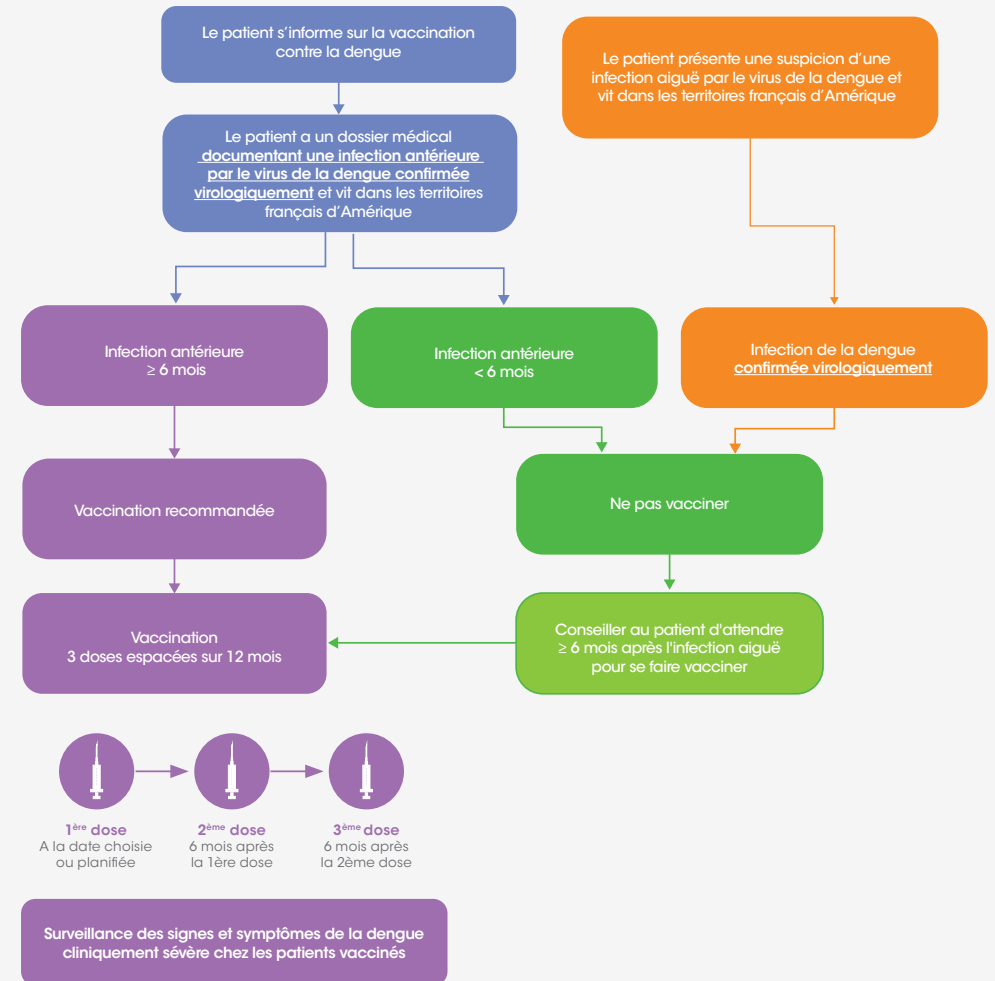 Le patient s’informe sur la vaccination
contre la dengue
Le patient présente une suspicion d’une
infection aiguë par le virus de la dengue et
vit dans les territoires français d’Amérique
Le patient a un dossier médical
documentant une infection antérieure
par le virus de la dengue confirmée
virologiquement et vit dans les territoires
français d’Amérique
Infection antérieure
≥ 6 mois
Infection antérieure
< 6 mois
Infection de la dengue
confirmée virologiquement
Vaccination recommandée
Ne pas vacciner
Vaccination
3 doses espacées sur 12 mois
Conseiller au patient d'attendre
≥ 6 mois après l'infection aiguë
pour se faire vacciner
1ère dose
A la date choisie
ou planifiée
2ème dose
6 mois après
la 1ère dose
3ème dose
6 mois après
la 2ème dose
Surveillance des signes et symptômes de la dengue
cliniquement sévère chez les patients vaccinés